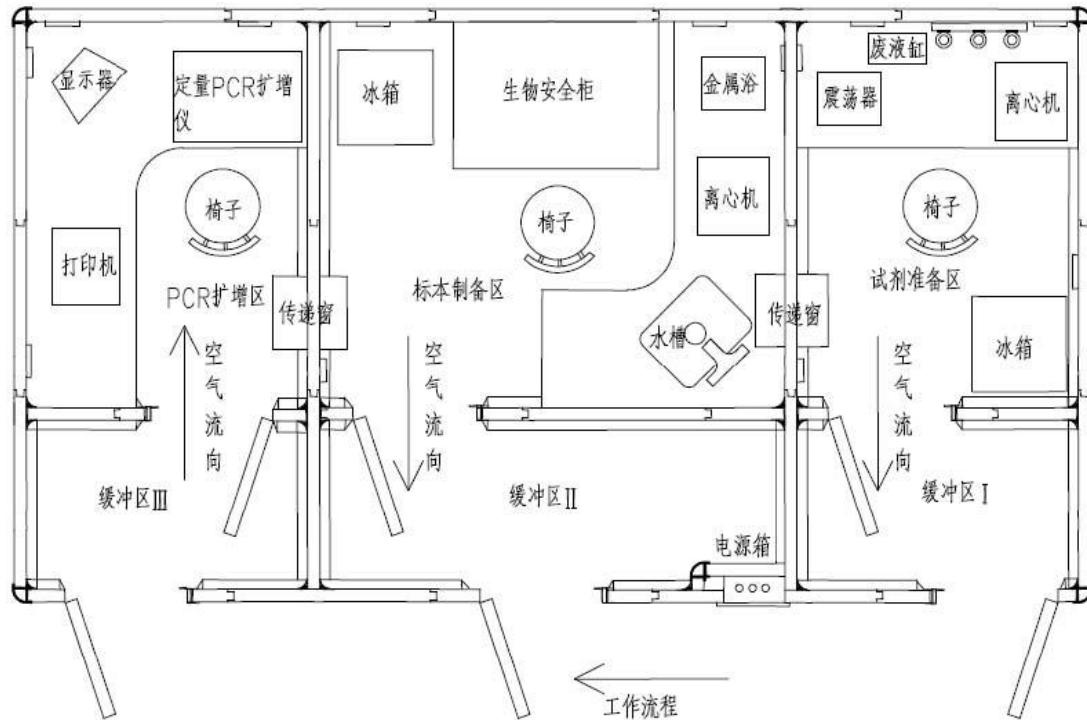 显示器
定量PCR扩增
仪
冰箱
生物安全柜
金属浴
废液缸
震荡器
离心机
椅子
椅子
离心机
椅子
打印机
PCR扩增区
传递窗
标本制备区
水槽
传递窗
试剂准备区
冰箱
空气流向
空气流向
空气流向
缓冲区Ⅲ
缓冲区Ⅱ
缓冲区Ⅰ
电源箱
工作流程